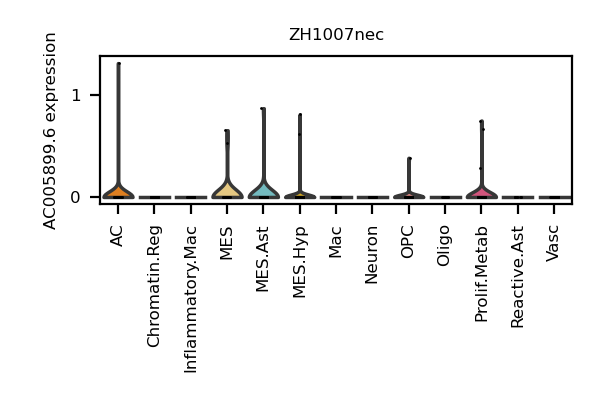 ZH1007nec
AC005899.6 expression
1
0
AC
Chromatin.Reg
Inflammatory.Mac
MES
MES.Ast
MES.Hyp
Mac
Neuron
OPC
Oligo
Prolif.Metab
Reactive.Ast
Vasc